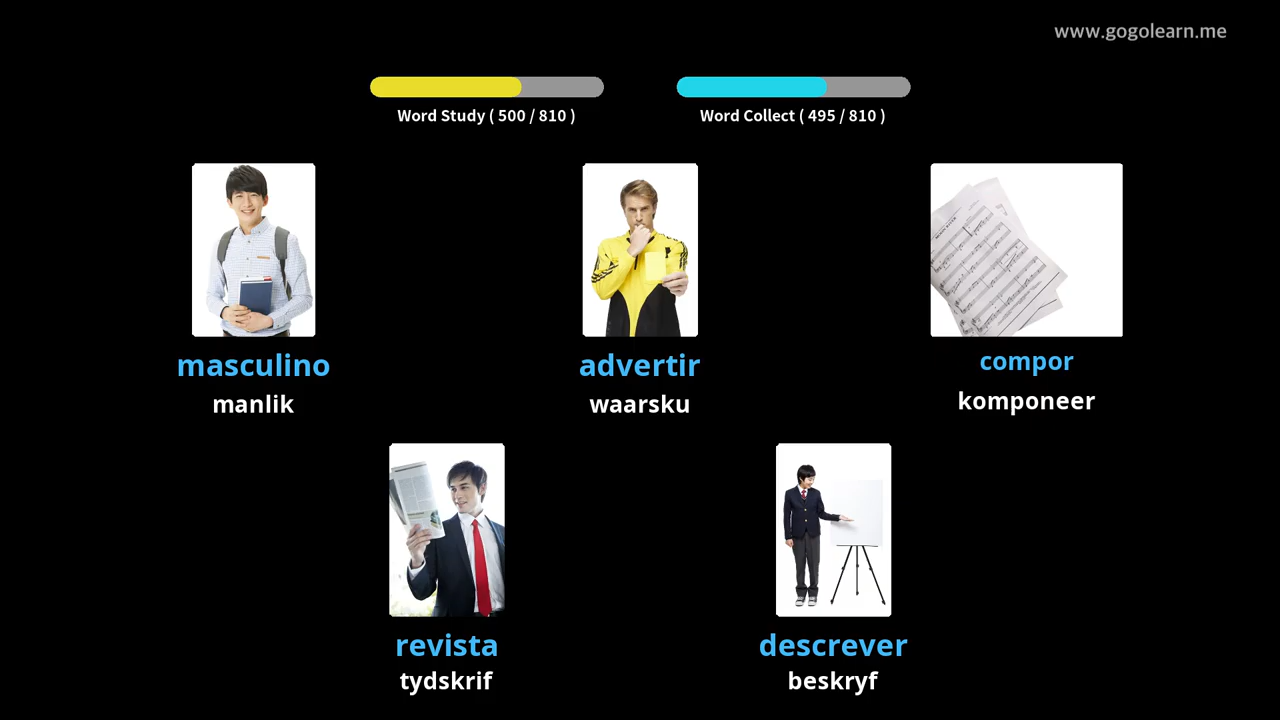 www.gogolearn.me
Word Study ( 500 / 810 )
Word Collect ( 495 / 810 )
masculino
manlik
advertir
waarsku
compor
komponeer
revista
tydskrif
descrever
beskryf